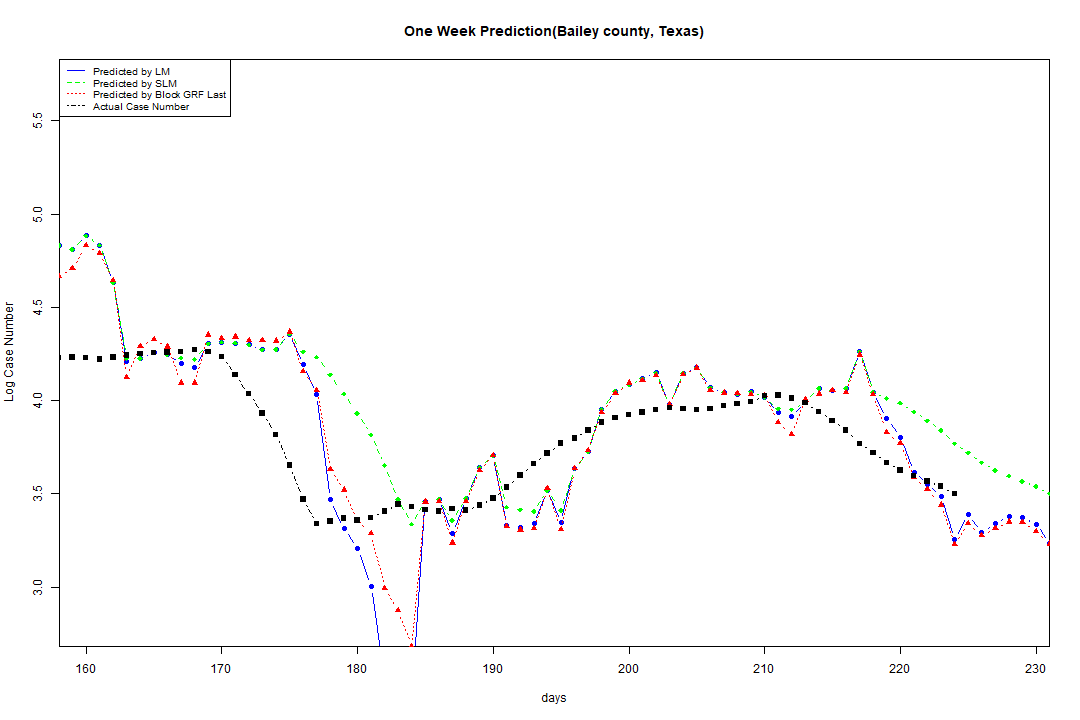 One Week Prediction(Bailey county, Texas)
Predicted by LM
Predicted by SLM
Predicted by Block GRF Last
Actual Case Number
Log Case Number
5.5
5.0
4.5
4.0
3.5
3.0
160 170 180 190 200 210 220 230
days